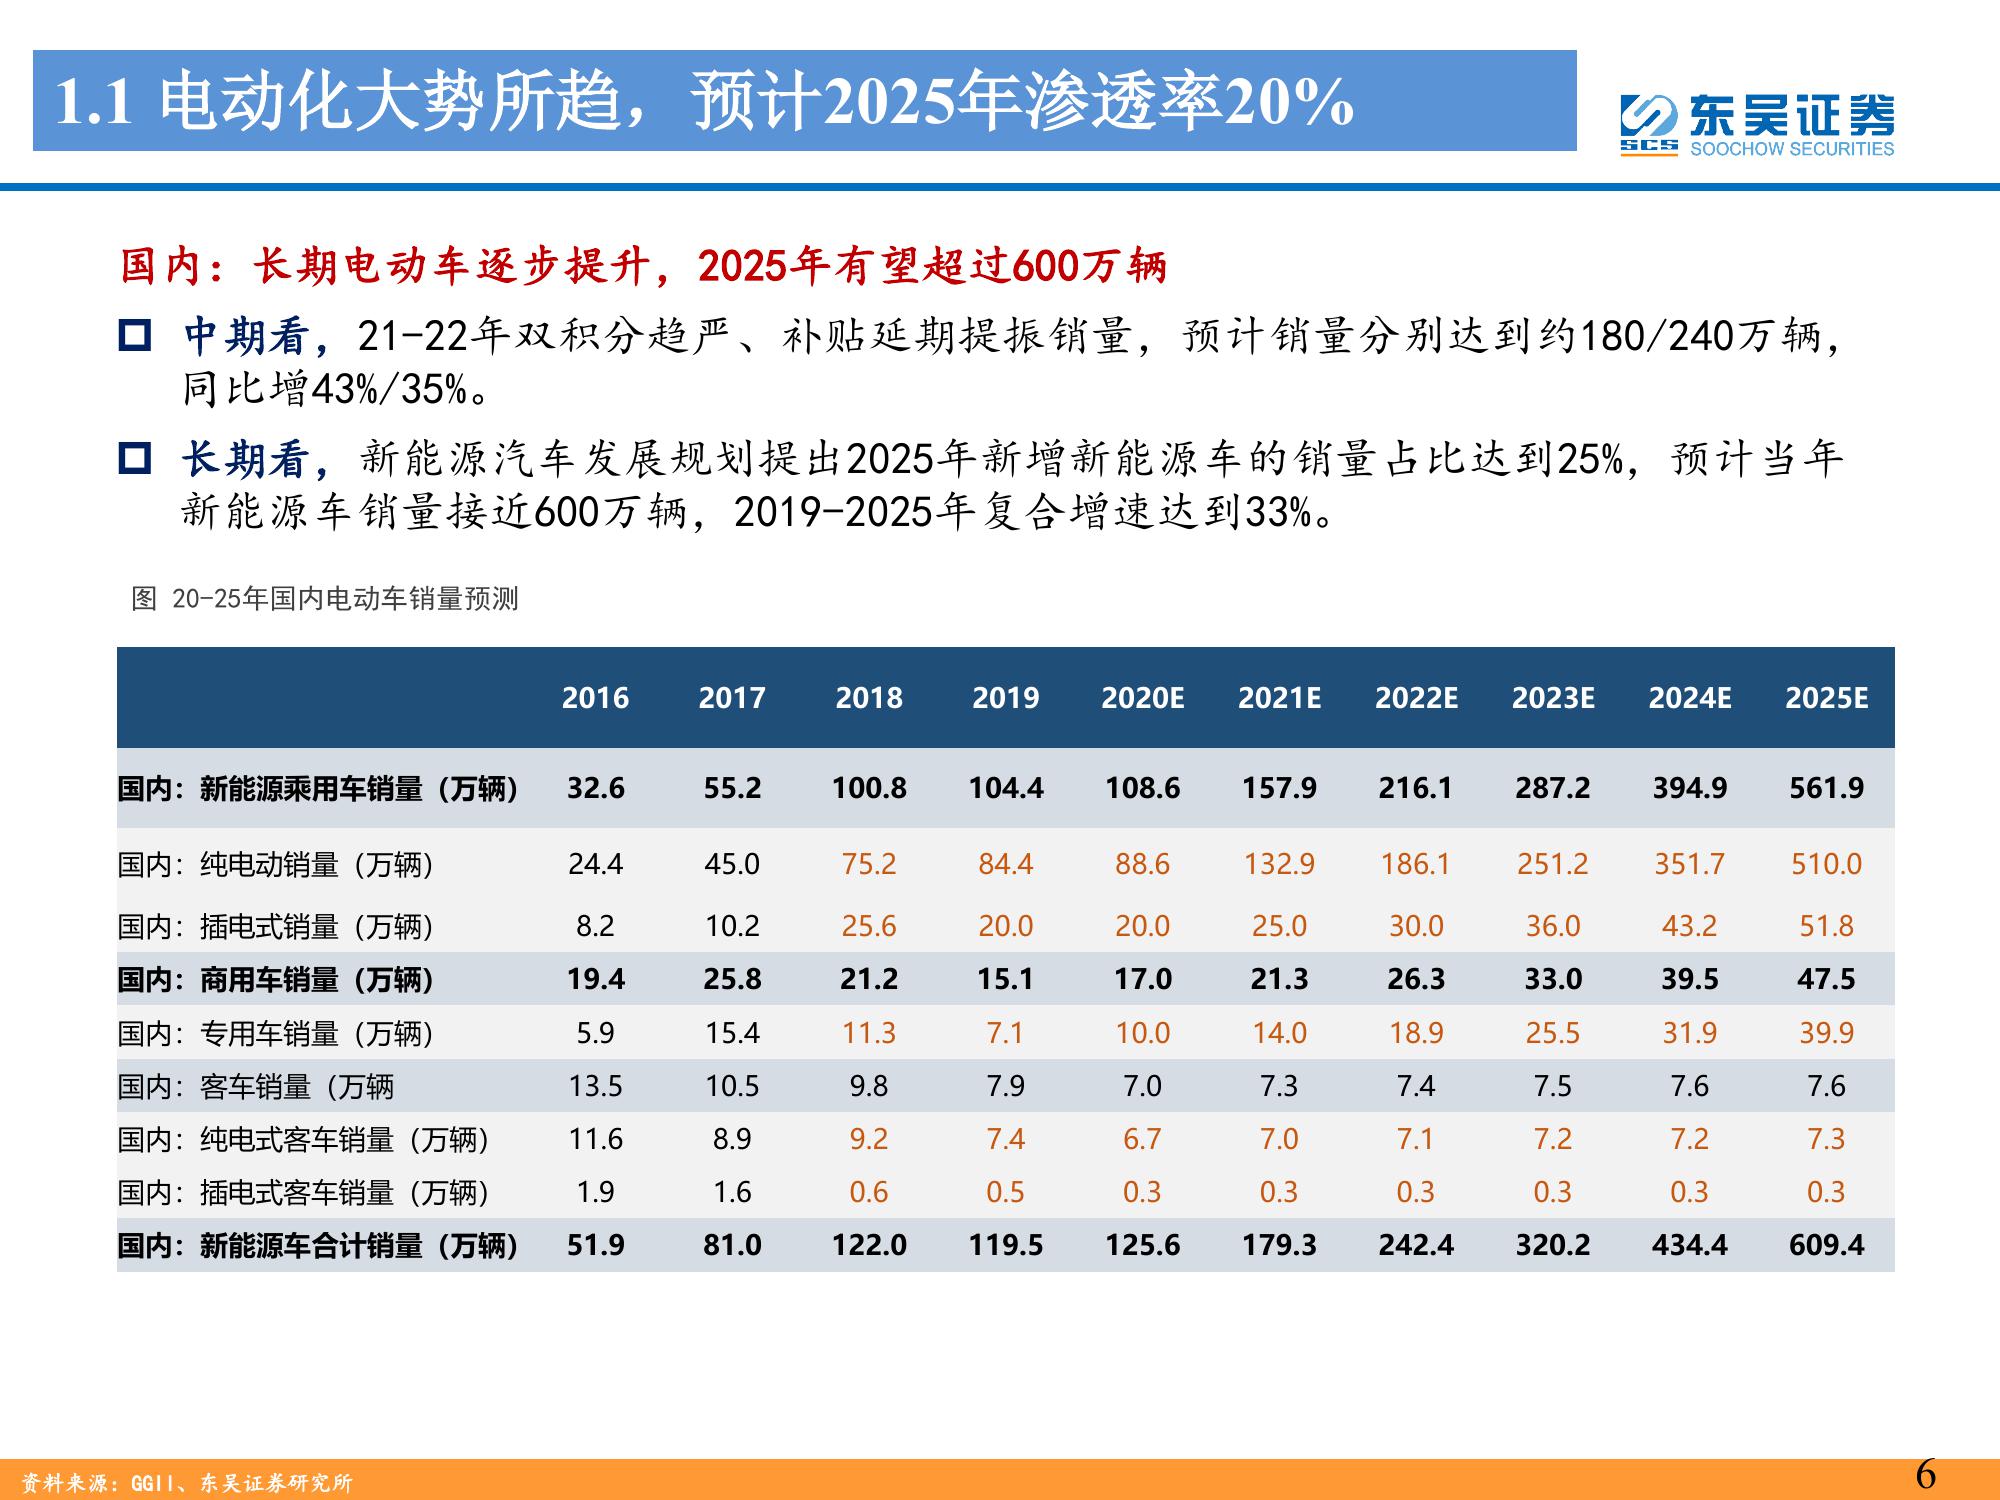 1.1 电动化大势所趋，预计2025年渗透率20%
东吴证券
SCS SOOCHOW SECURITIES
国内：长期电动车逐步提升，2025年有望超过600万辆
中期看，21-22年双积分趋严、补贴延期提振销量，预计销量分别达到约180/240万辆，
同比增43%/35%。
长期看，新能源汽车发展规划提出2025年新增新能源车的销量占比达到25%，预计当年
新能源车销量接近600万辆，2019-2025年复合增速达到33%。
图 20-25年国内电动车销量预测
2016 2017 2018 2019 2020E 2021E 2022E 2023E 2024E 2025E
国内：新能源乘用车销量（万辆） 32.6 55.2 100.8 104.4 108.6 157.9 216.1 287.2 394.9 561.9
国内：纯电动销量（万辆） 24.4 45.0 75.2 84.4 88.6 132.9 186.1 251.2 351.7 510.0
国内：插电式销量（万辆） 8.2 10.2 25.6 20.0 20.0 25.0 30.0 36.0 43.2 51.8
国内：商用车销量（万辆） 19.4 25.8 21.2 15.1 17.0 21.3 26.3 33.0 39.5 47.5
国内：专用车销量（万辆） 5.9 15.4 11.3 7.1 10.0 14.0 18.9 25.5 31.9 39.9
国内：客车销量（万辆 13.5 10.5 9.8 7.9 7.0 7.3 7.4 7.5 7.6 7.6
国内：纯电式客车销量（万辆） 11.6 8.9 9.2 7.4 6.7 7.0 7.1 7.2 7.2 7.3
国内：插电式客车销量（万辆） 1.9 1.6 0.6 0.5 0.3 0.3 0.3 0.3 0.3 0.3
国内：新能源车合计销量（万辆） 51.9 81.0 122.0 119.5 125.6 179.3 242.4 320.2 434.4 609.4
资料来源：GGII、东吴证券研究所
6